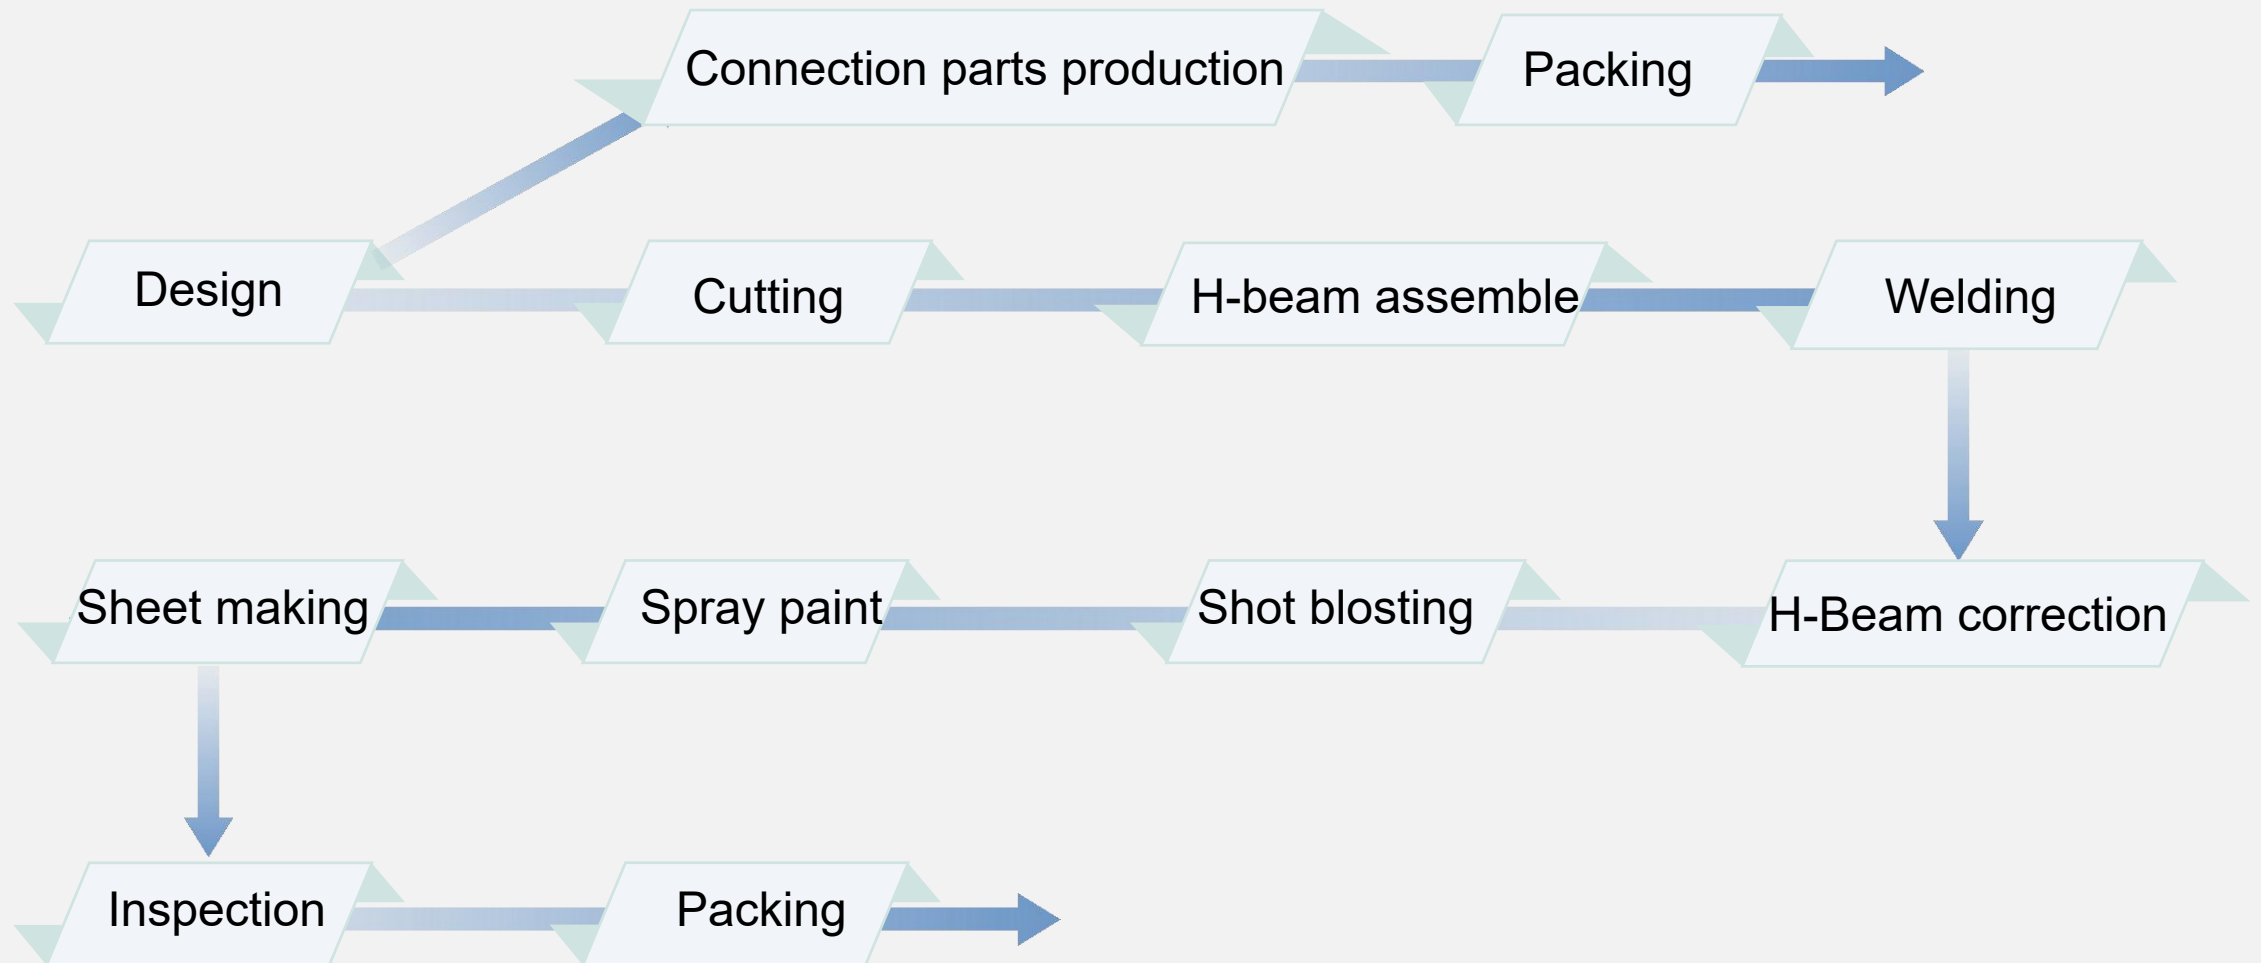 Connection parts production
Packing
Design
Cutting
H-beam assemble
Welding
Sheet making
Spray paint
Shot blosting
H-Beam correction
Inspection
Packing